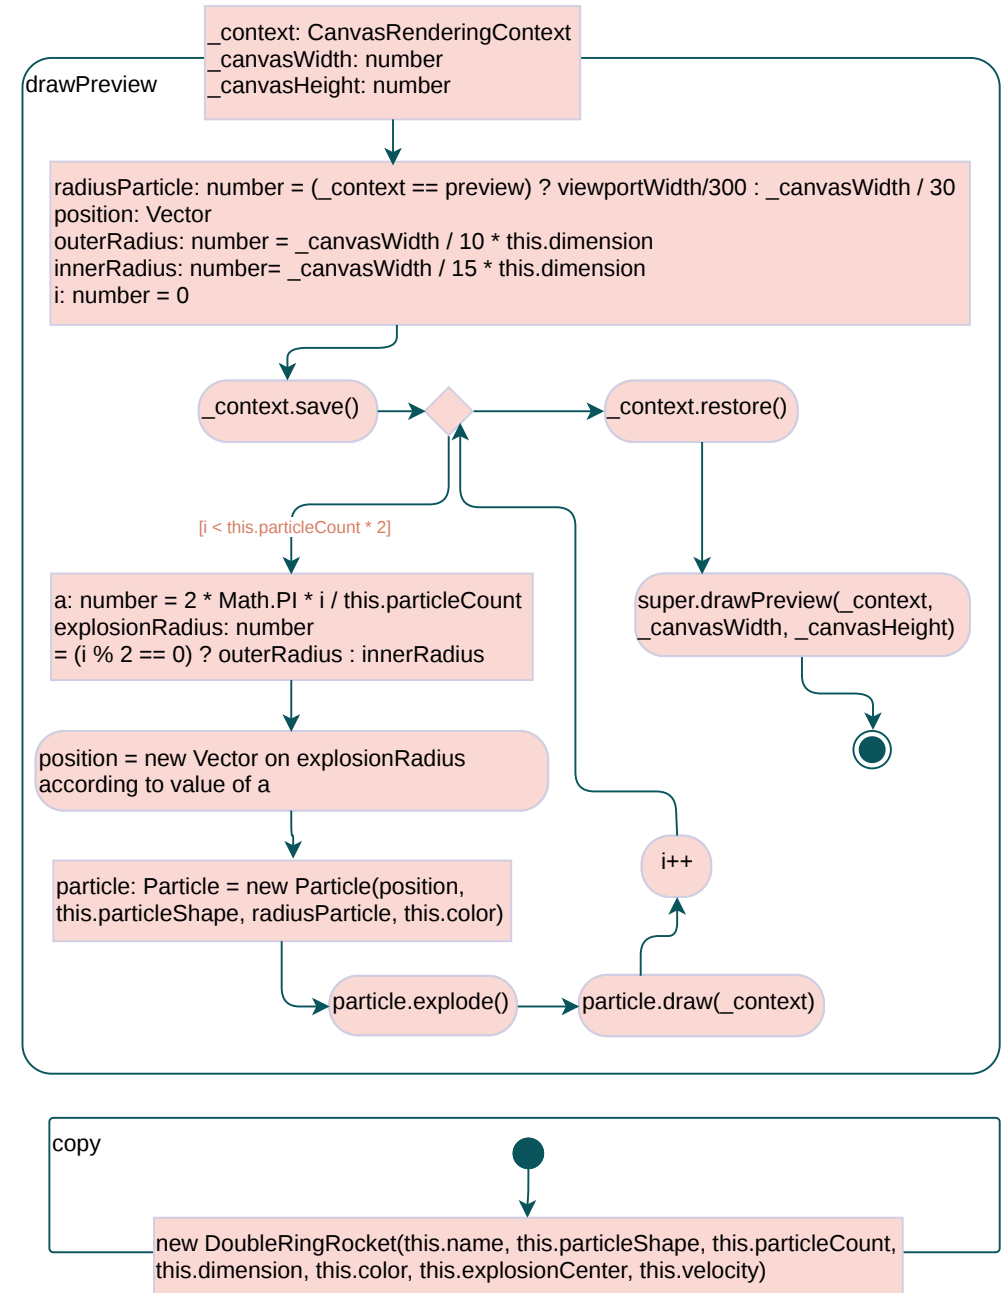 _context: CanvasRenderingContext
_canvasWidth: number
_canvasHeight: number
drawPreview
radiusParticle: number = (_context == preview) ? viewportWidth/300 : _canvasWidth / 30
position: Vector
outerRadius: number = _canvasWidth / 10 * this.dimension
innerRadius: number= _canvasWidth / 15 * this.dimension
i: number = 0
_context.save()
_context.restore()
[i < this.particleCount * 2]
a: number = 2 * Math.PI * i / this.particleCount
explosionRadius: number
= (i % 2 == 0) ? outerRadius : innerRadius
super.drawPreview(_context,
_canvasWidth, _canvasHeight)
position = new Vector on explosionRadius
according to value of a
i++
particle: Particle = new Particle(position,
this.particleShape, radiusParticle, this.color)
particle.explode()
particle.draw(_context)
copy
new DoubleRingRocket(this.name, this.particleShape, this.particleCount,
this.dimension, this.color, this.explosionCenter, this.velocity)